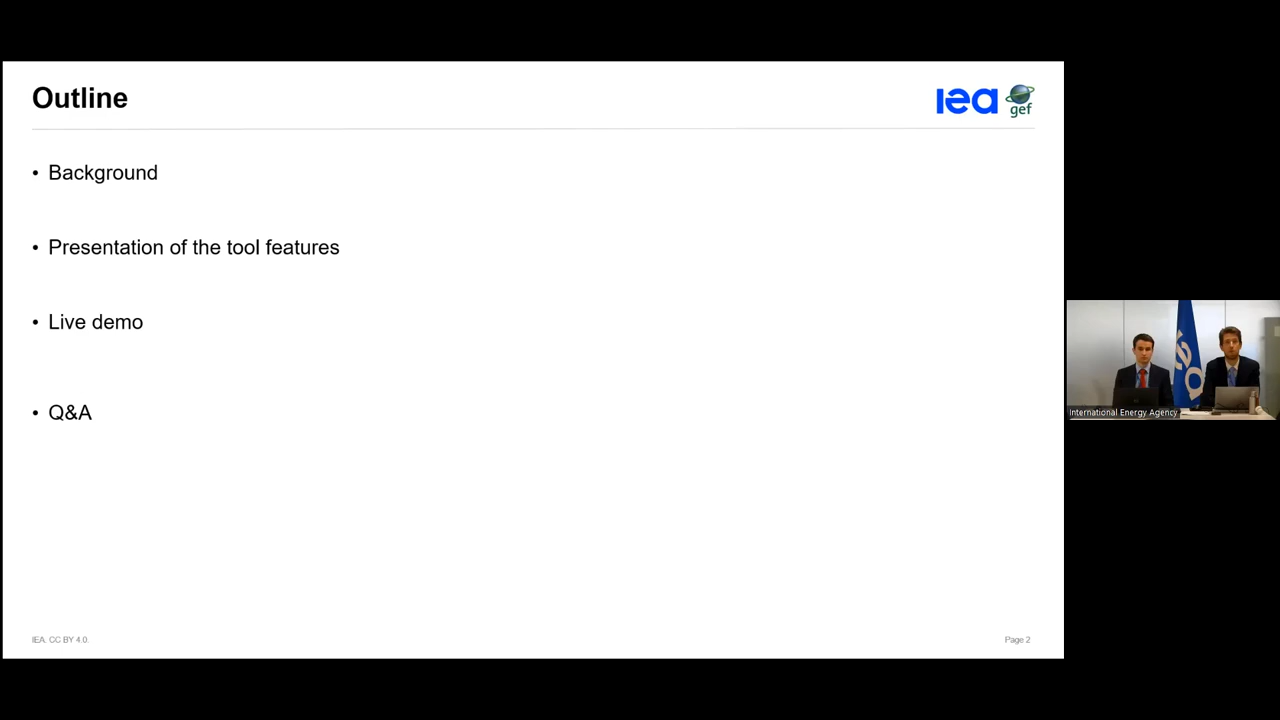 Outline
iea
gef
• Background
• Presentation of the tool features
• Live demo
• Q&A
IEA. CC BY 4.0.
Page 2
iea
International Energy Agency